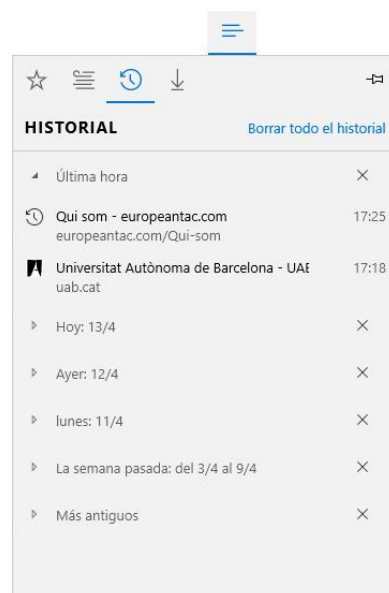 HISTORIAL Borrar todo el historial
Última hora
Qui som - europeantac.com 17:25
europeantac.com/Qui-som
Universitat Autònoma de Barcelona - UAB 17:18
uab.cat
Hoy: 13/4
Ayer: 12/4
lunes: 11/4
La semana pasada: del 3/4 al 9/4
Más antiguos